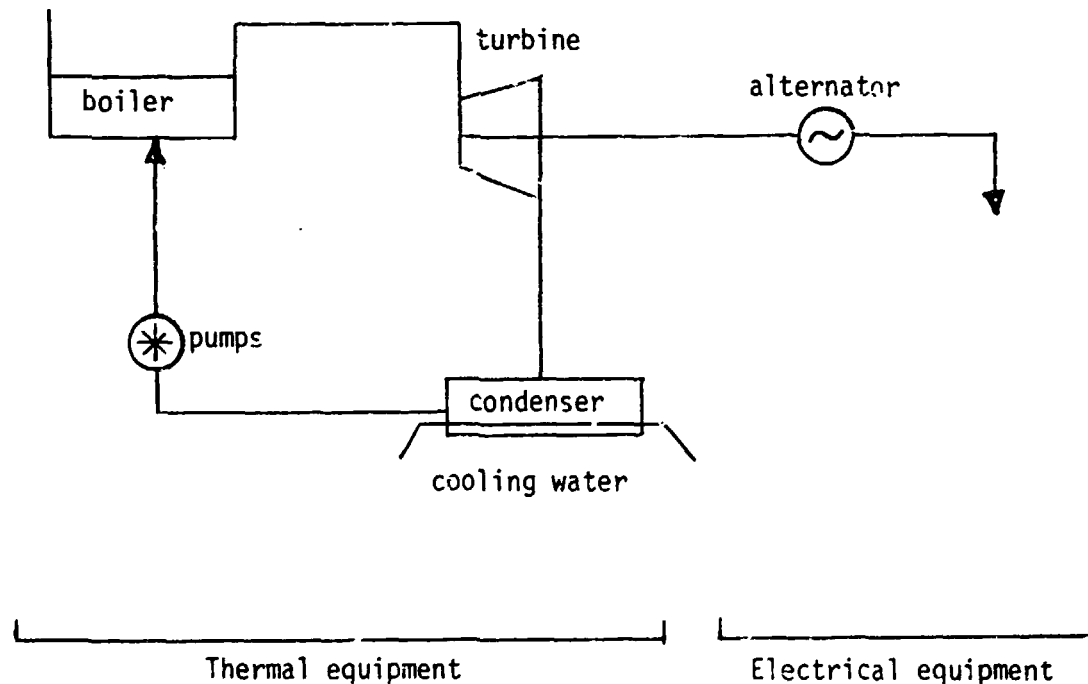 turbine
boiler
alternator
pumps
condenser
cooling water
Thermal equipment
Electrical equipment